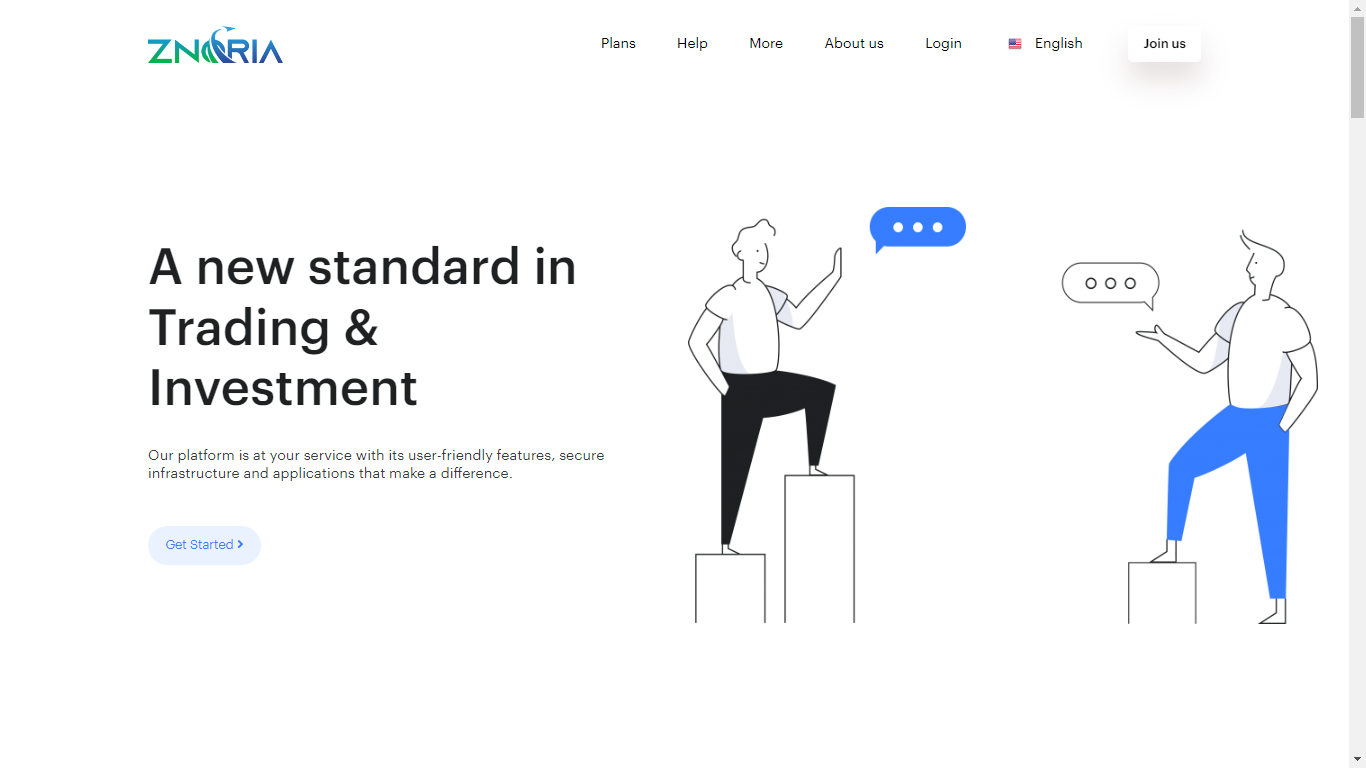 ZNORIA
Plans
Help
More
About us
Login
English
Join us
A new standard in
Trading &
Investment
Our platform is at your service with its user-friendly features, secure
infrastructure and applications that make a difference.
Get Started